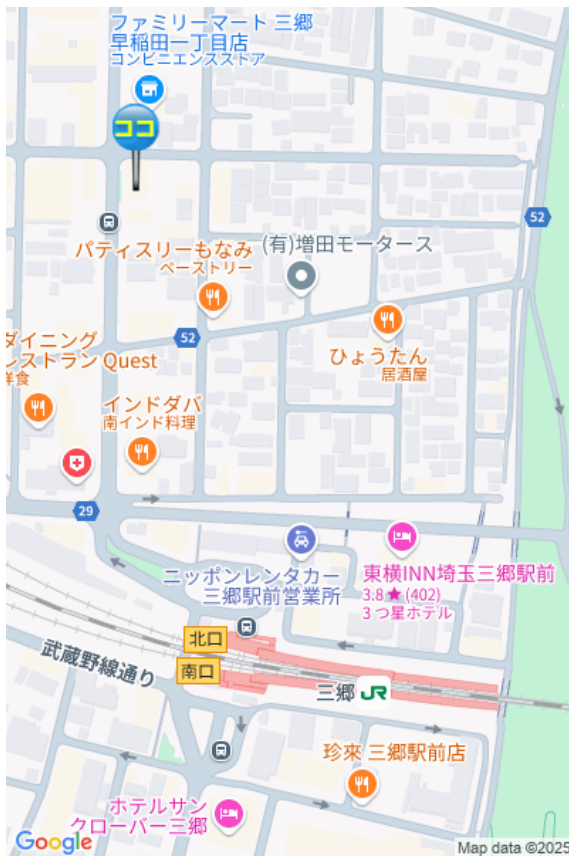 ファミリーマート 三郷
早稲田一丁目店
コンビニエンスストア
ココ
52
パティスリーもなみ
ペーストリー
(有)増田モータース
52
ダイニング
レストラン Quest
洋食
ひょうたん
居酒屋
インドダバ
南インド料理
29
ニッポンレンタカー
三郷駅前営業所
東横INN埼玉三郷駅前
3.8★(402)
3 つ星ホテル
北口
南口
武蔵野線通り
三郷 JR
珍來 三郷駅前店
ホテルサン
クローバー三郷
Google
Map data ©2025